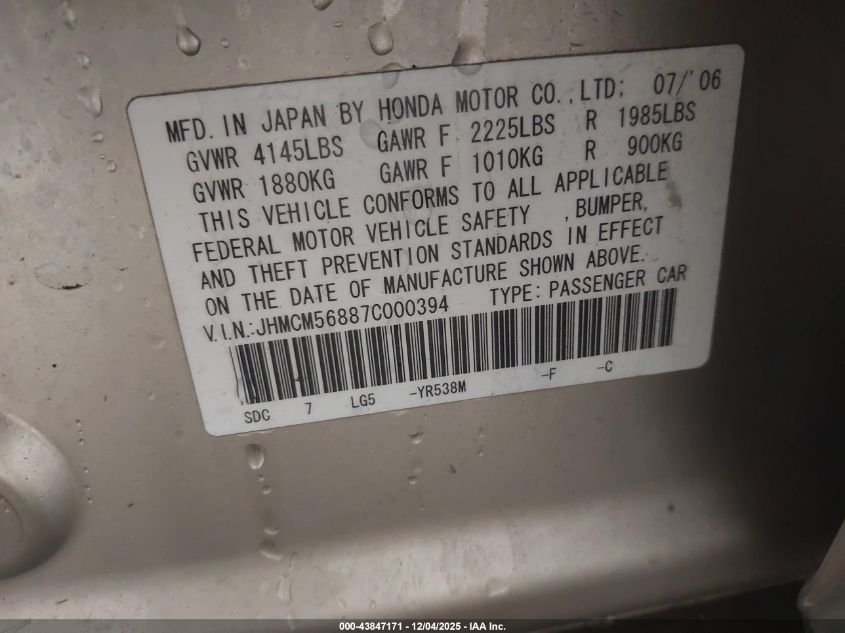 MFD. IN JAPAN BY HONDA MOTOR CO., LTD; 07/'06
GVWR 4145LBS GAWR F 2225LBS R 1985LBS
GVWR 1880KG GAWR F 1010KG R 900KG
THIS VEHICLE CONFORMS TO ALL APPLICABLE
FEDERAL MOTOR VEHICLE SAFETY , BUMPER,
AND THEFT PREVENTION STANDARDS IN EFFECT
ON THE DATE OF MANUFACTURE SHOWN ABOVE.
V.I.N.:JHMCM56887C000394 TYPE: PASSENGER CAR
SDC 7 LG5 -YR538M -F -C
000-43847171 — 12/04/2025 — IAA Inc.